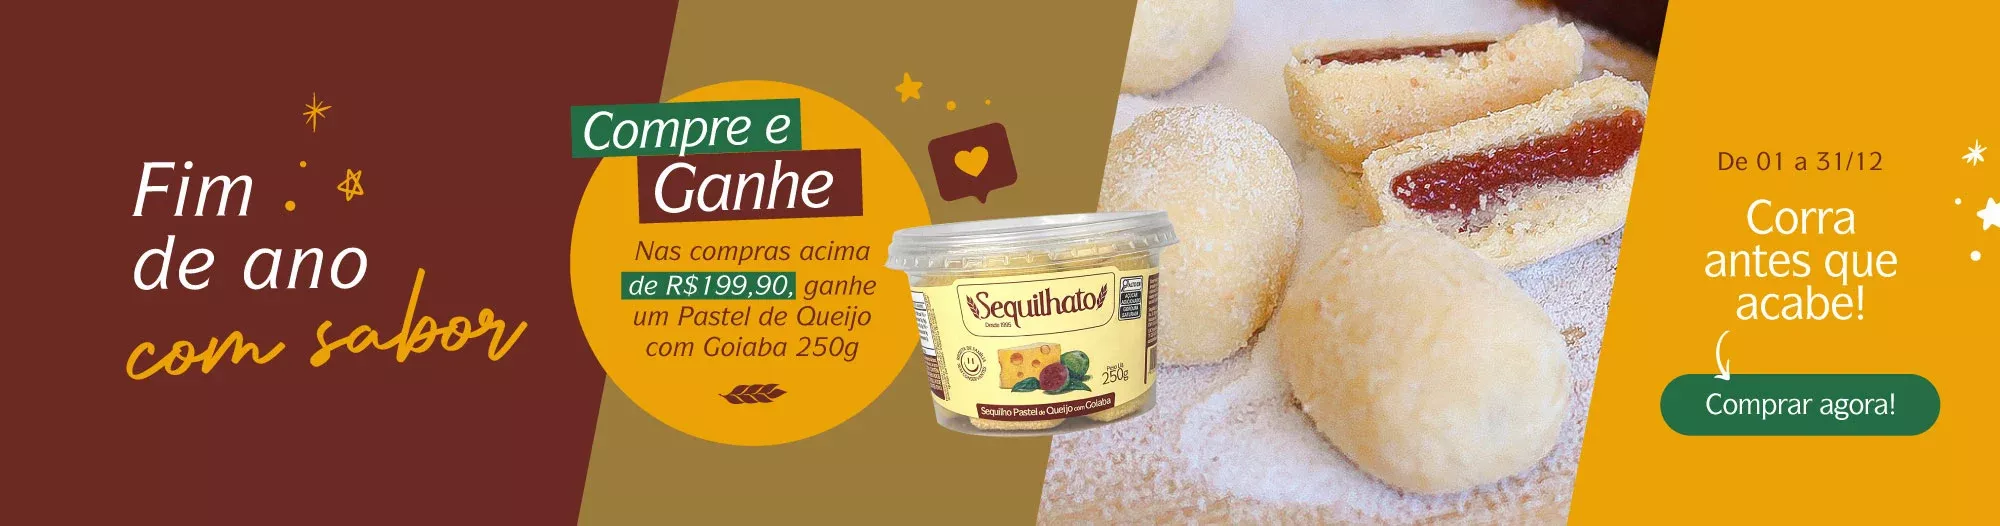 Fim
de ano
com sabor
Compre e
Ganhe
Nas compras acima
de R$199,90, ganhe
um Pastel de Queijo
com Goiaba 250g
Sequilhato
Desde 1995
Peso Líq.
250g
Sequilho Pastel de Queijo com Goiaba
De 01 a 31/12
Corra
antes que
acabe!
Comprar agora!